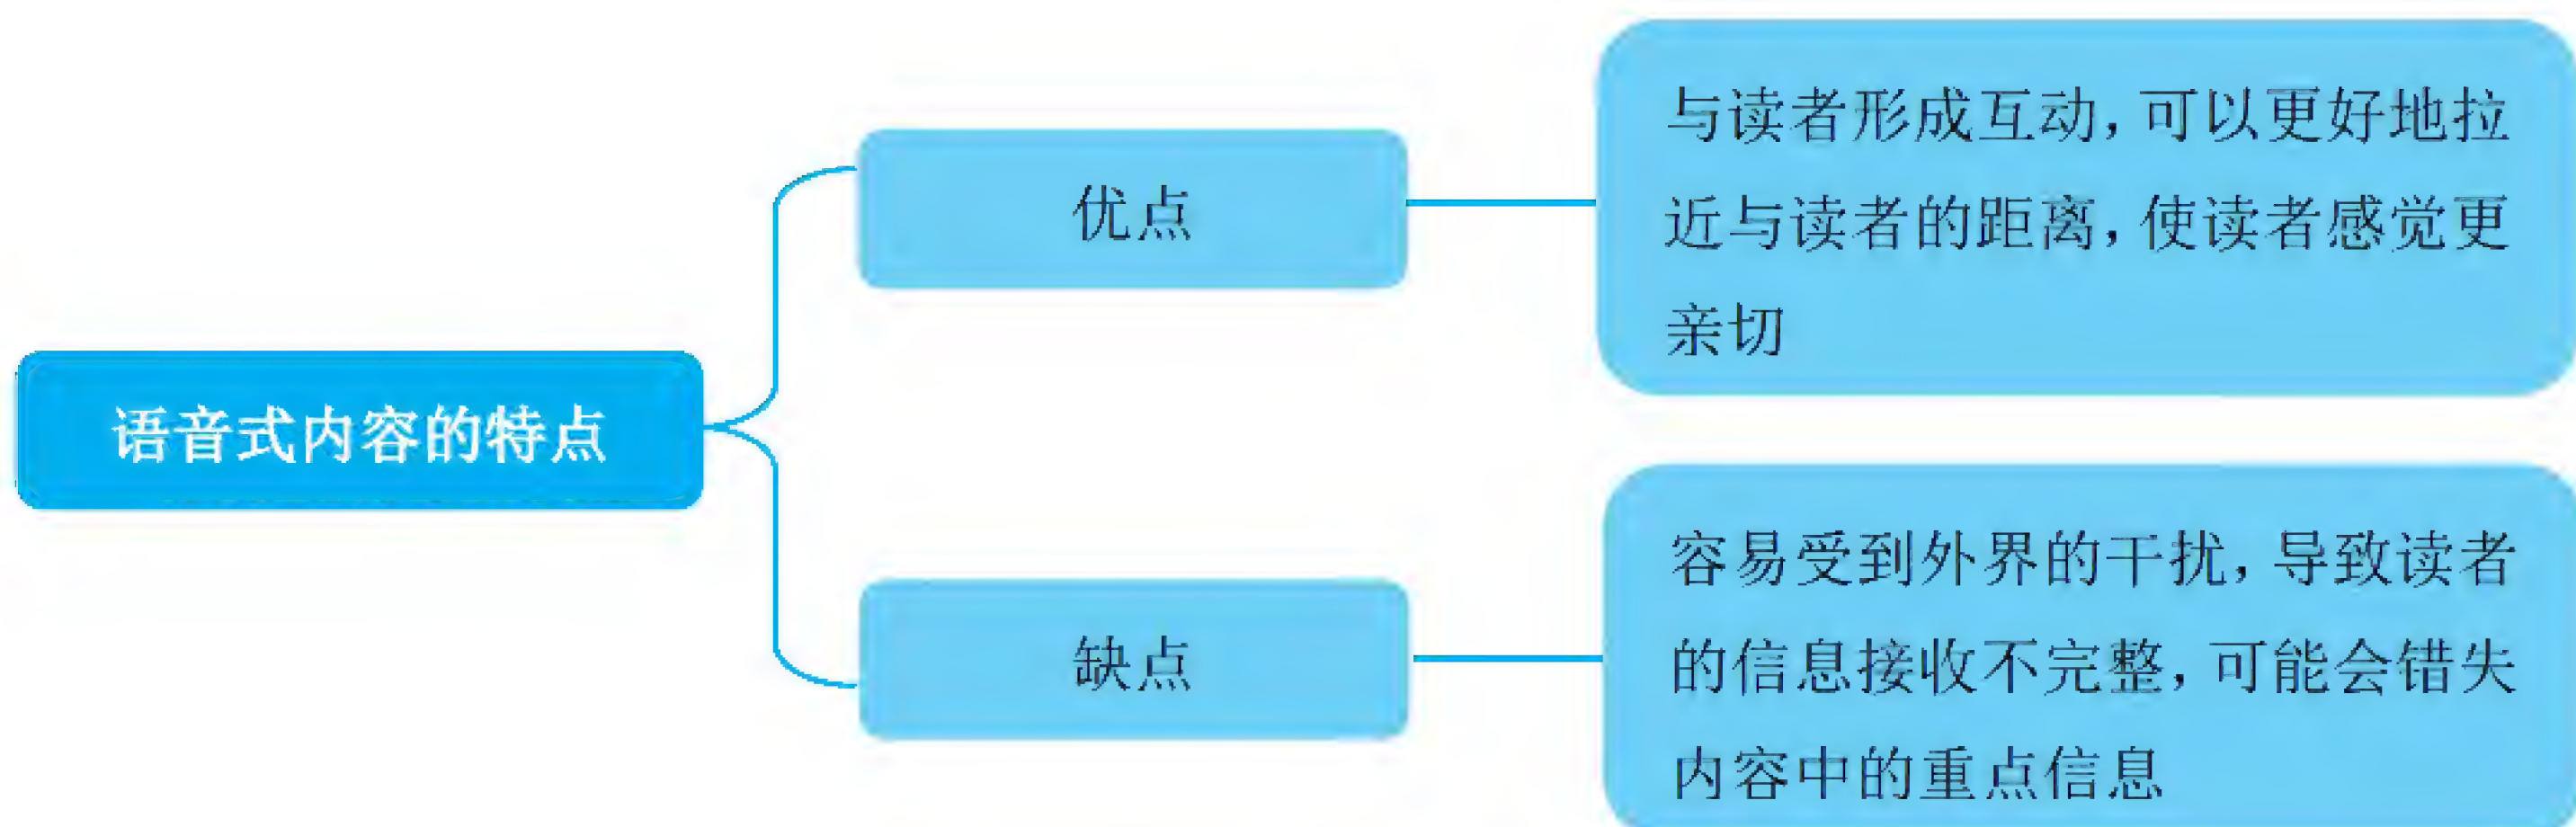 语音式内容的特点
优点
与读者形成互动，可以更好地拉
近与读者的距离，使读者感觉更
亲切
缺点
容易受到外界的干扰，导致读者
的信息接收不完整，可能会错失
内容中的重点信息